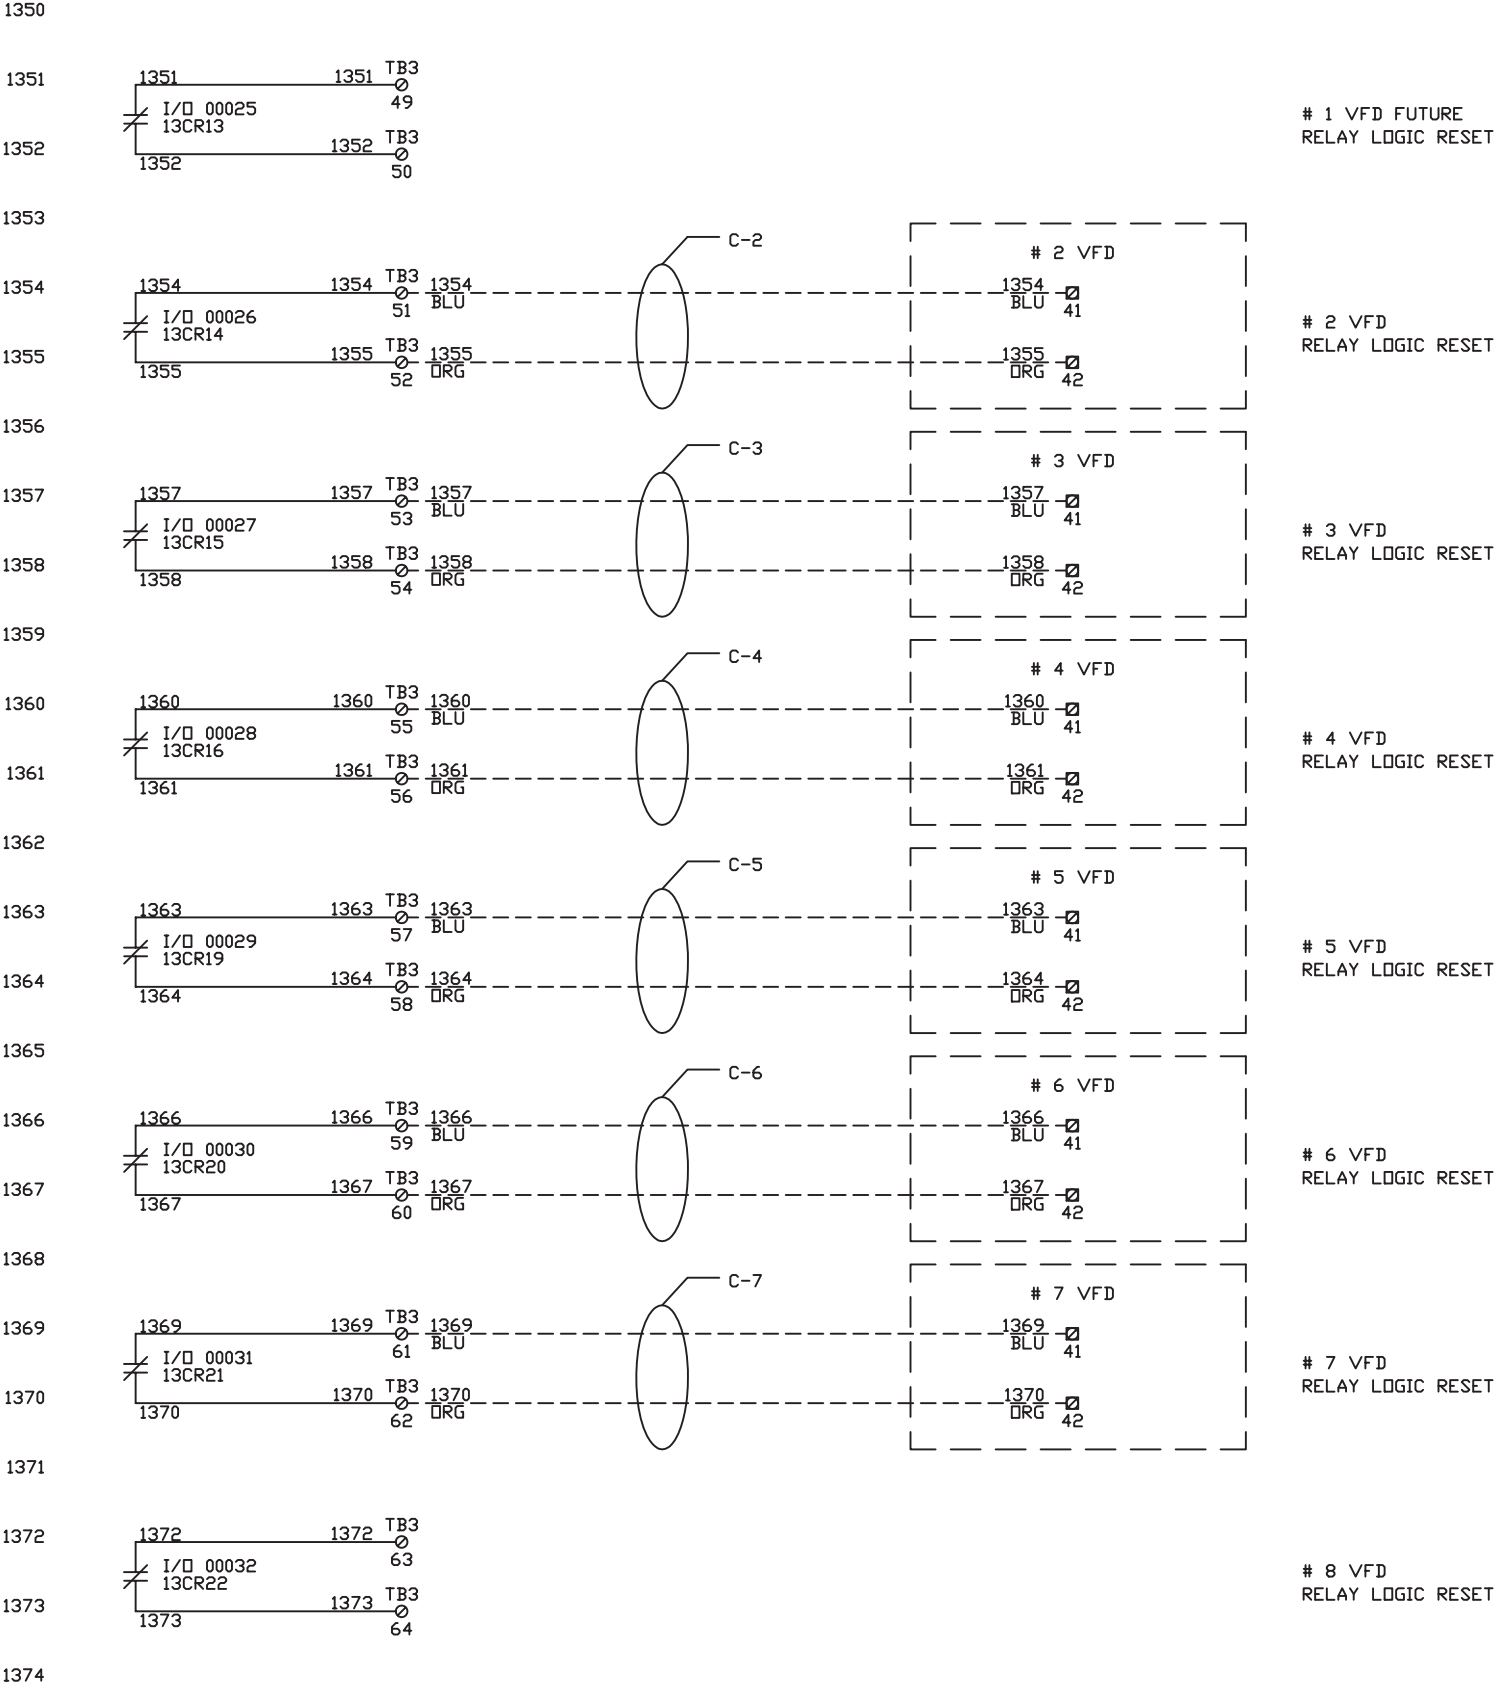 1350
1351
1351 1351 TB3
49
I/O 00025
13CR13
# 1 VFD FUTURE
RELAY LOGIC RESET
1352
1352 1352 TB3
50
1353
C-2
# 2 VFD
1354
1354 1354 TB3 1354 1354
51 BLU BLU 41
I/O 00026
13CR14
# 2 VFD
RELAY LOGIC RESET
1355
1355 1355 TB3 1355 1355
52 ORG ORG 42
1356
C-3
# 3 VFD
1357
1357 1357 TB3 1357 1357
53 BLU BLU 41
I/O 00027
13CR15
# 3 VFD
RELAY LOGIC RESET
1358
1358 1358 TB3 1358 1358
54 ORG ORG 42
1359
C-4
# 4 VFD
1360
1360 1360 TB3 1360 1360
55 BLU BLU 41
I/O 00028
13CR16
# 4 VFD
RELAY LOGIC RESET
1361
1361 1361 TB3 1361 1361
56 ORG ORG 42
1362
C-5
# 5 VFD
1363
1363 1363 TB3 1363 1363
57 BLU BLU 41
I/O 00029
13CR19
# 5 VFD
RELAY LOGIC RESET
1364
1364 1364 TB3 1364 1364
58 ORG ORG 42
1365
C-6
# 6 VFD
1366
1366 1366 TB3 1366 1366
59 BLU BLU 41
I/O 00030
13CR20
# 6 VFD
RELAY LOGIC RESET
1367
1367 1367 TB3 1367 1367
60 ORG ORG 42
1368
C-7
# 7 VFD
1369
1369 1369 TB3 1369 1369
61 BLU BLU 41
I/O 00031
13CR21
# 7 VFD
RELAY LOGIC RESET
1370
1370 1370 TB3 1370 1370
62 ORG ORG 42
1371
1372
1372 1372 TB3
63
I/O 00032
13CR22
# 8 VFD
RELAY LOGIC RESET
1373
1373 1373 TB3
64
1374